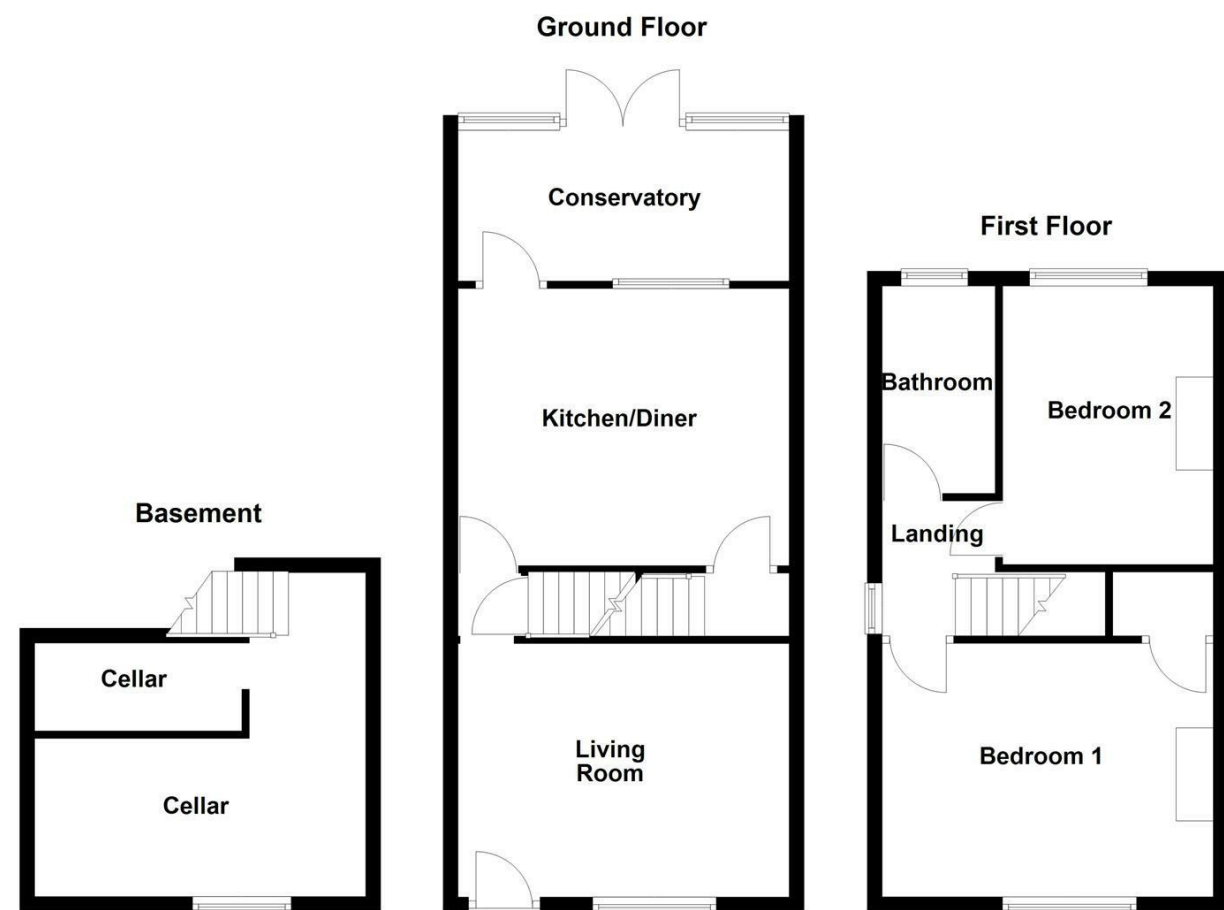 Ground Floor
Conservatory
Kitchen/Diner
Living
Room
First Floor
Bathroom
Bedroom 2
Landing
Bedroom 1
Basement
Cellar
Cellar